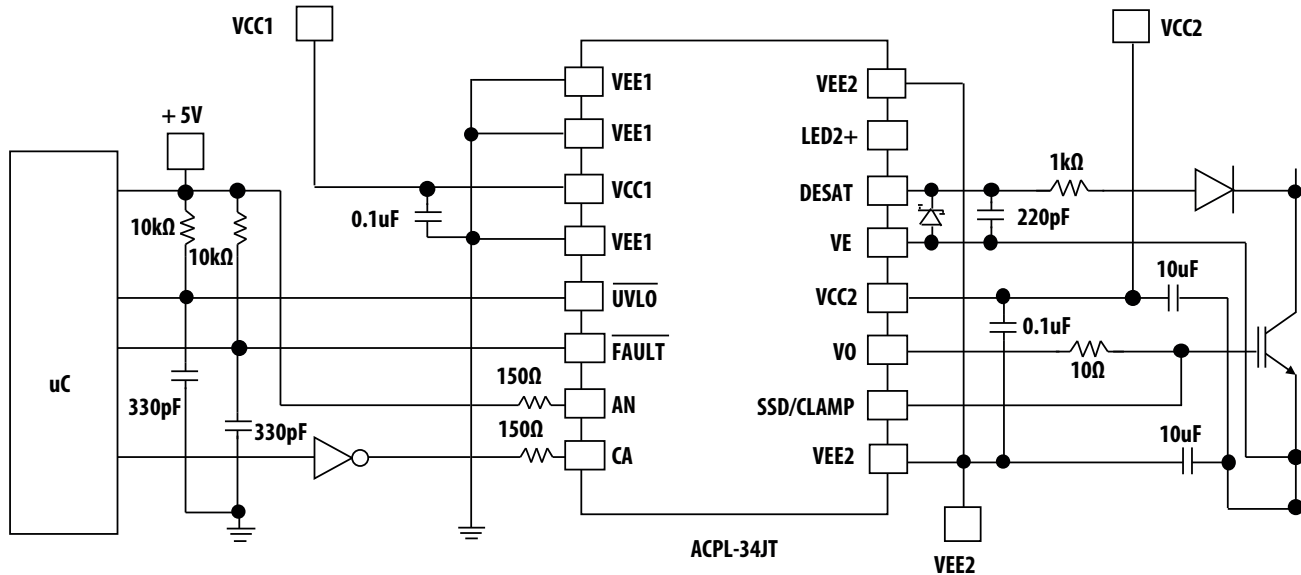 VCC1
VCC2
+ 5V
VEE1
VEE1
VCC1
VEE1
UVLO
FAULT
AN
CA
VEE2
LED2+
DESAT
VE
VCC2
VO
SSD/CLAMP
VEE2
uC
10kΩ
10kΩ
330pF
330pF
0.1uF
150Ω
150Ω
1kΩ
220pF
10uF
0.1uF
10Ω
10uF
ACPL-34JT
VEE2